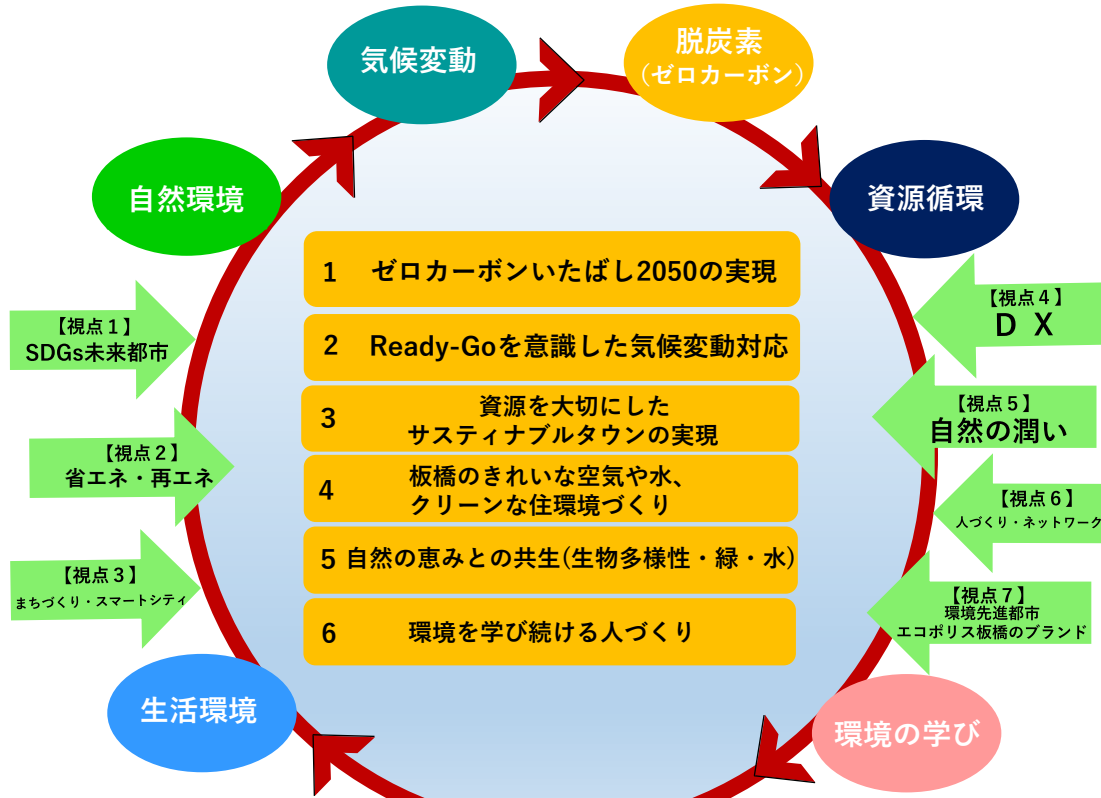 気候変動
脱炭素
(ゼロカーボン)
自然環境
資源循環
1 ゼロカーボンいたばし2050の実現
2 Ready-Goを意識した気候変動対応
3 資源を大切にした
サスティナブルタウンの実現
4 板橋のきれいな空気や水、
クリーンな住環境づくり
5 自然の恵みとの共生(生物多様性・緑・水)
6 環境を学び続ける人づくり
【視点1】
SDGs未来都市
【視点2】
省エネ・再エネ
【視点3】
まちづくり・スマートシティ
【視点4】
DX
【視点5】
自然の潤い
【視点6】
人づくり・ネットワーク
【視点7】
環境先進都市
エコポリス板橋のブランド
生活環境
環境の学び